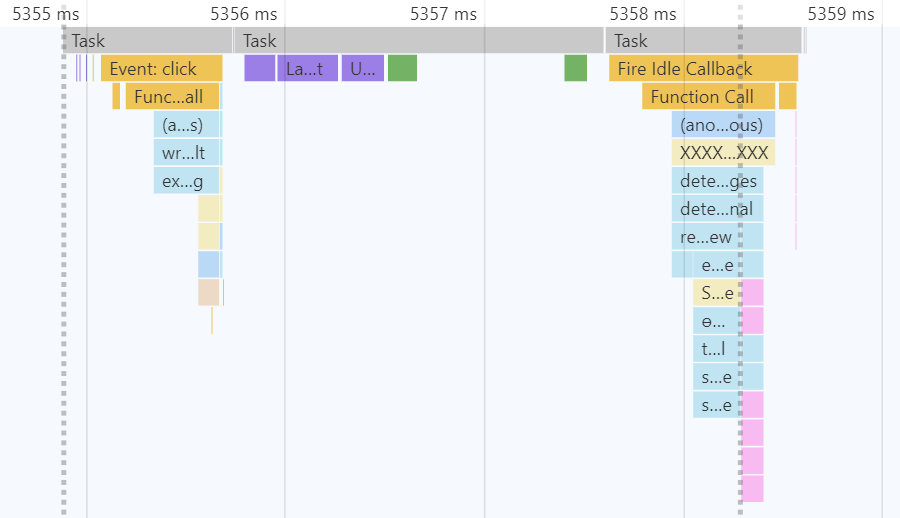 5355 ms 5356 ms 5357 ms 5358 ms 5359 ms
Task Task Task
Event: click La...t U... Fire Idle Callback
Func...all Function Call
(a...s) (ano...ous)
wr...lt XXXX...XXX
ex...g dete...ges
dete...nal
re...ew
e...e
S...e
ɵ...
t...l
s...e
s...e